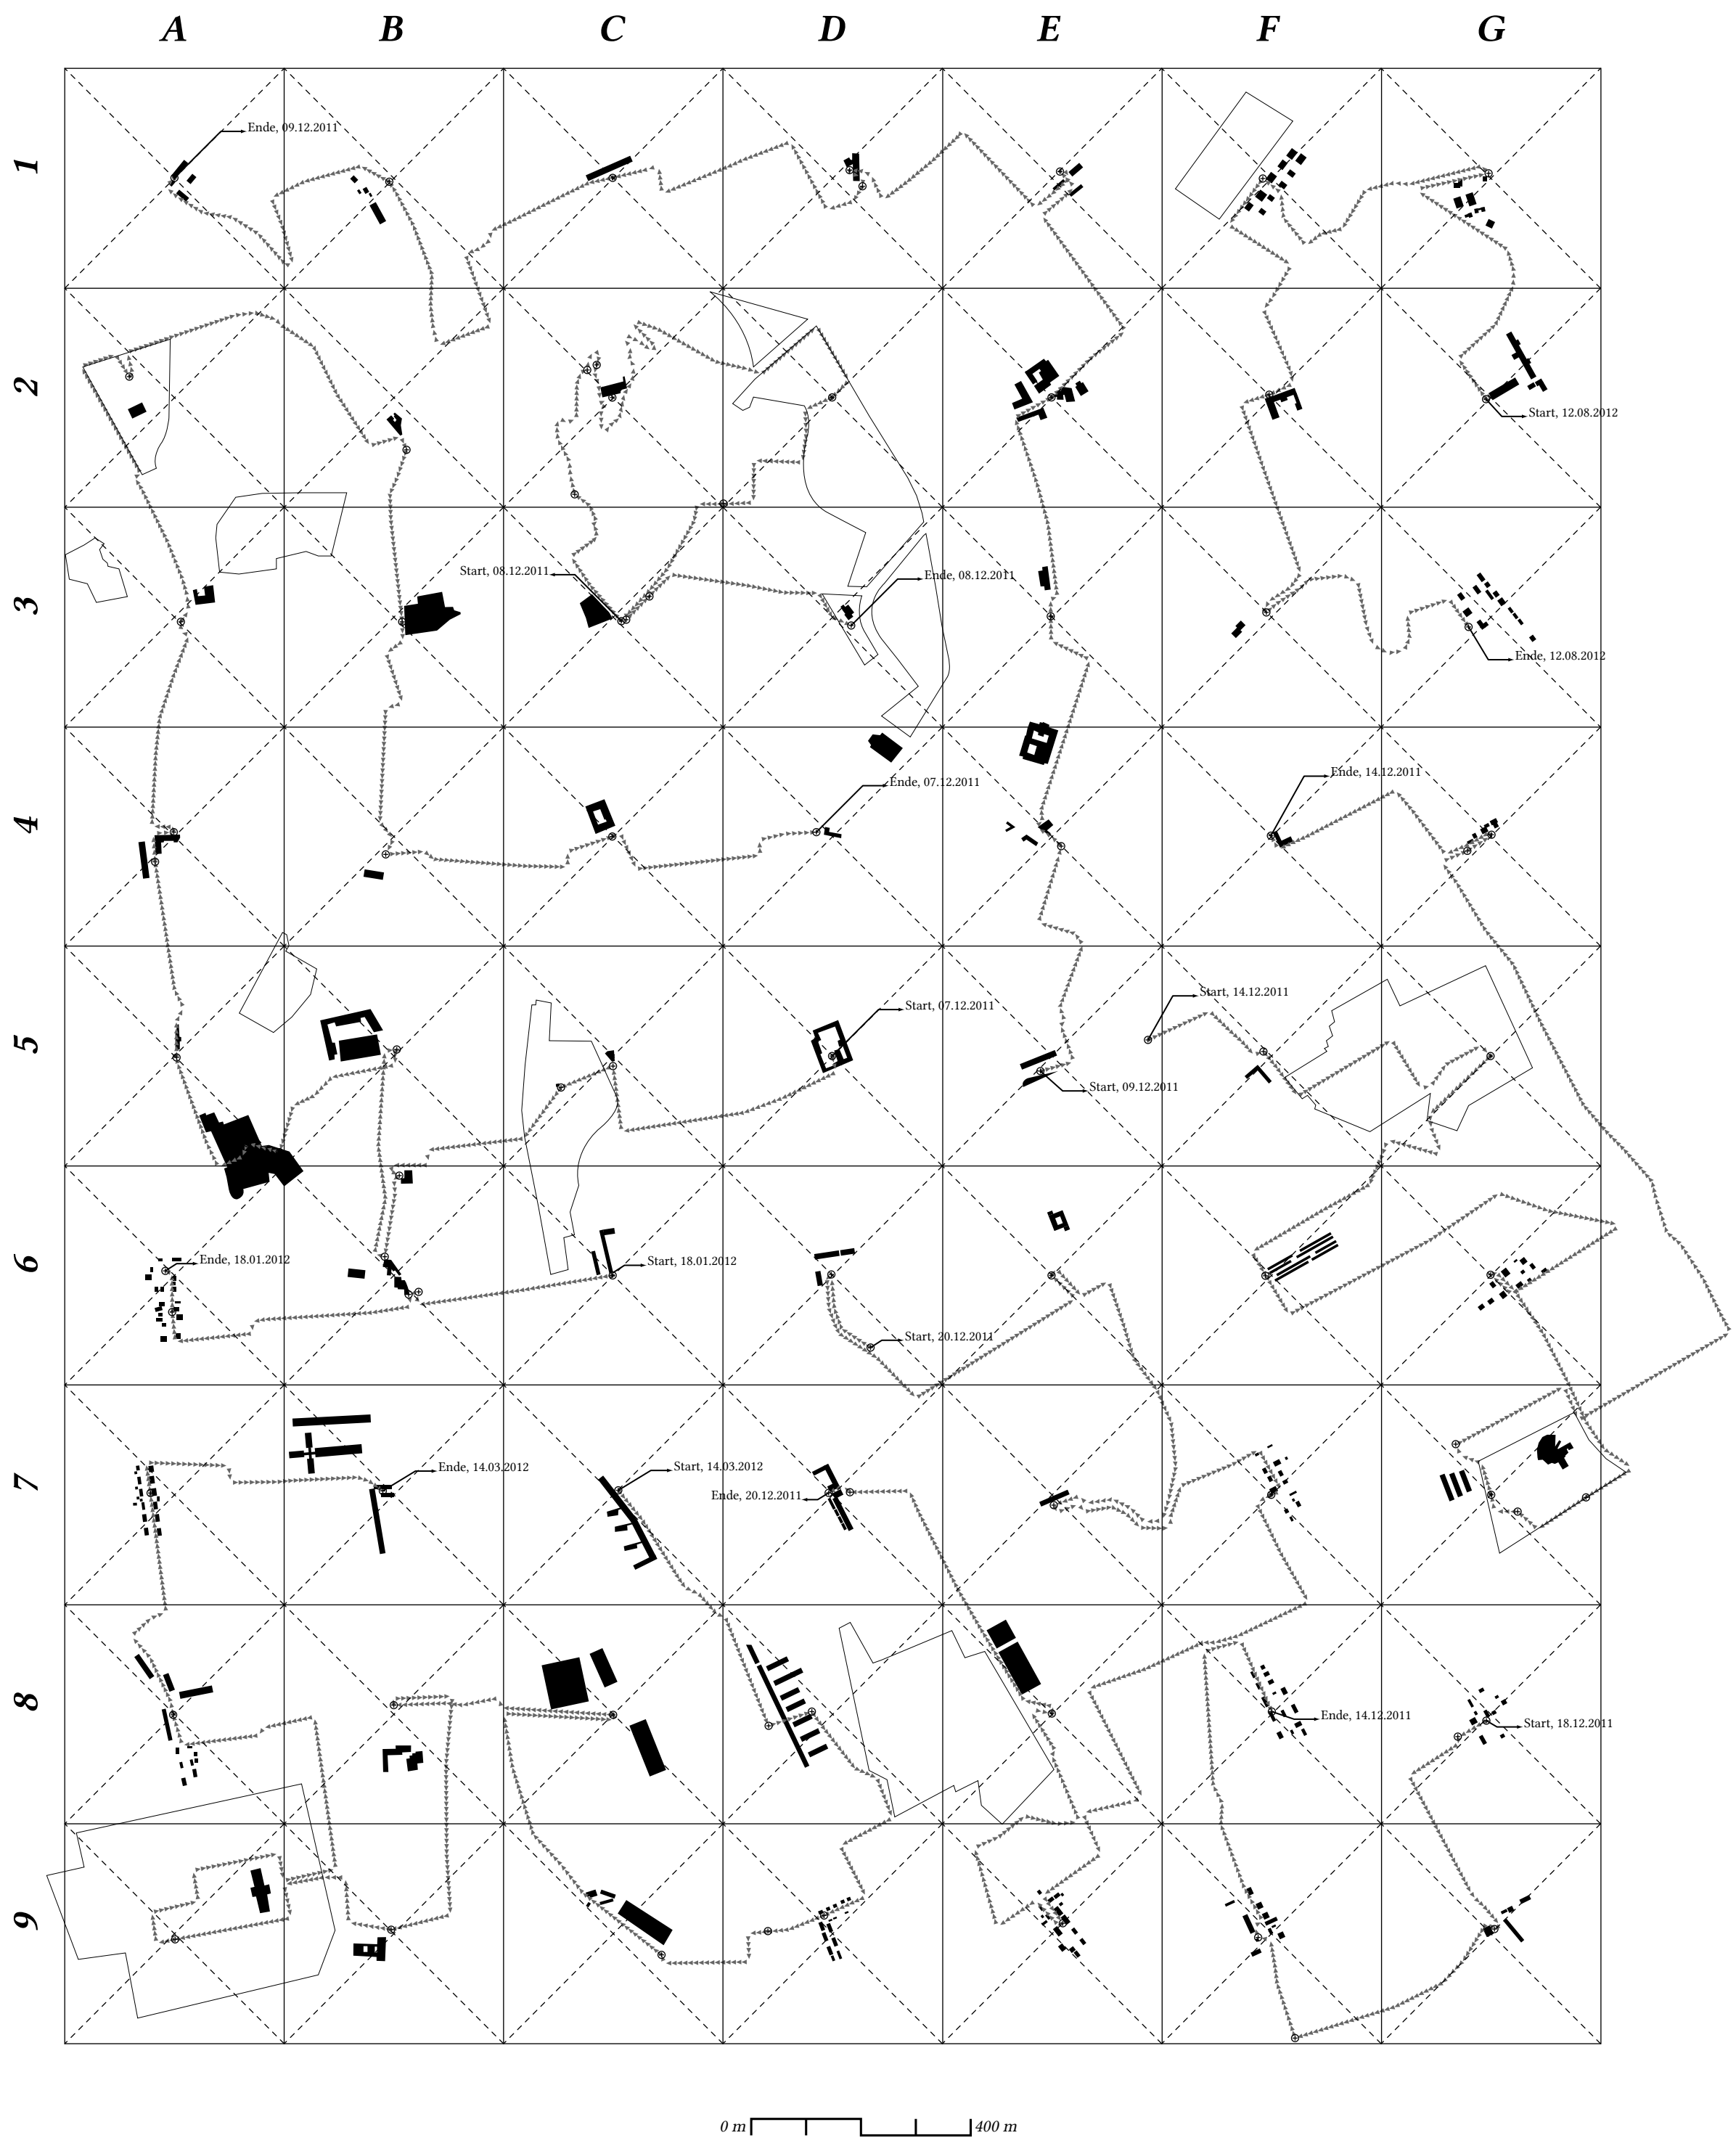 A B C D E F G
1
Ende, 09.12.2011
2
Start, 12.08.2012
3
Start, 08.12.2011
Ende, 08.12.2011
Ende, 12.08.2012
4
Ende, 07.12.2011
Ende, 14.12.2011
5
Start, 07.12.2011
Start, 14.12.2011
Start, 09.12.2011
6
Ende, 18.01.2012
Start, 18.01.2012
Start, 20.12.2011
7
Ende, 14.03.2012
Start, 14.03.2012
Ende, 20.12.2011
8
Ende, 14.12.2011
Start, 18.12.2011
9
0 m 400 m